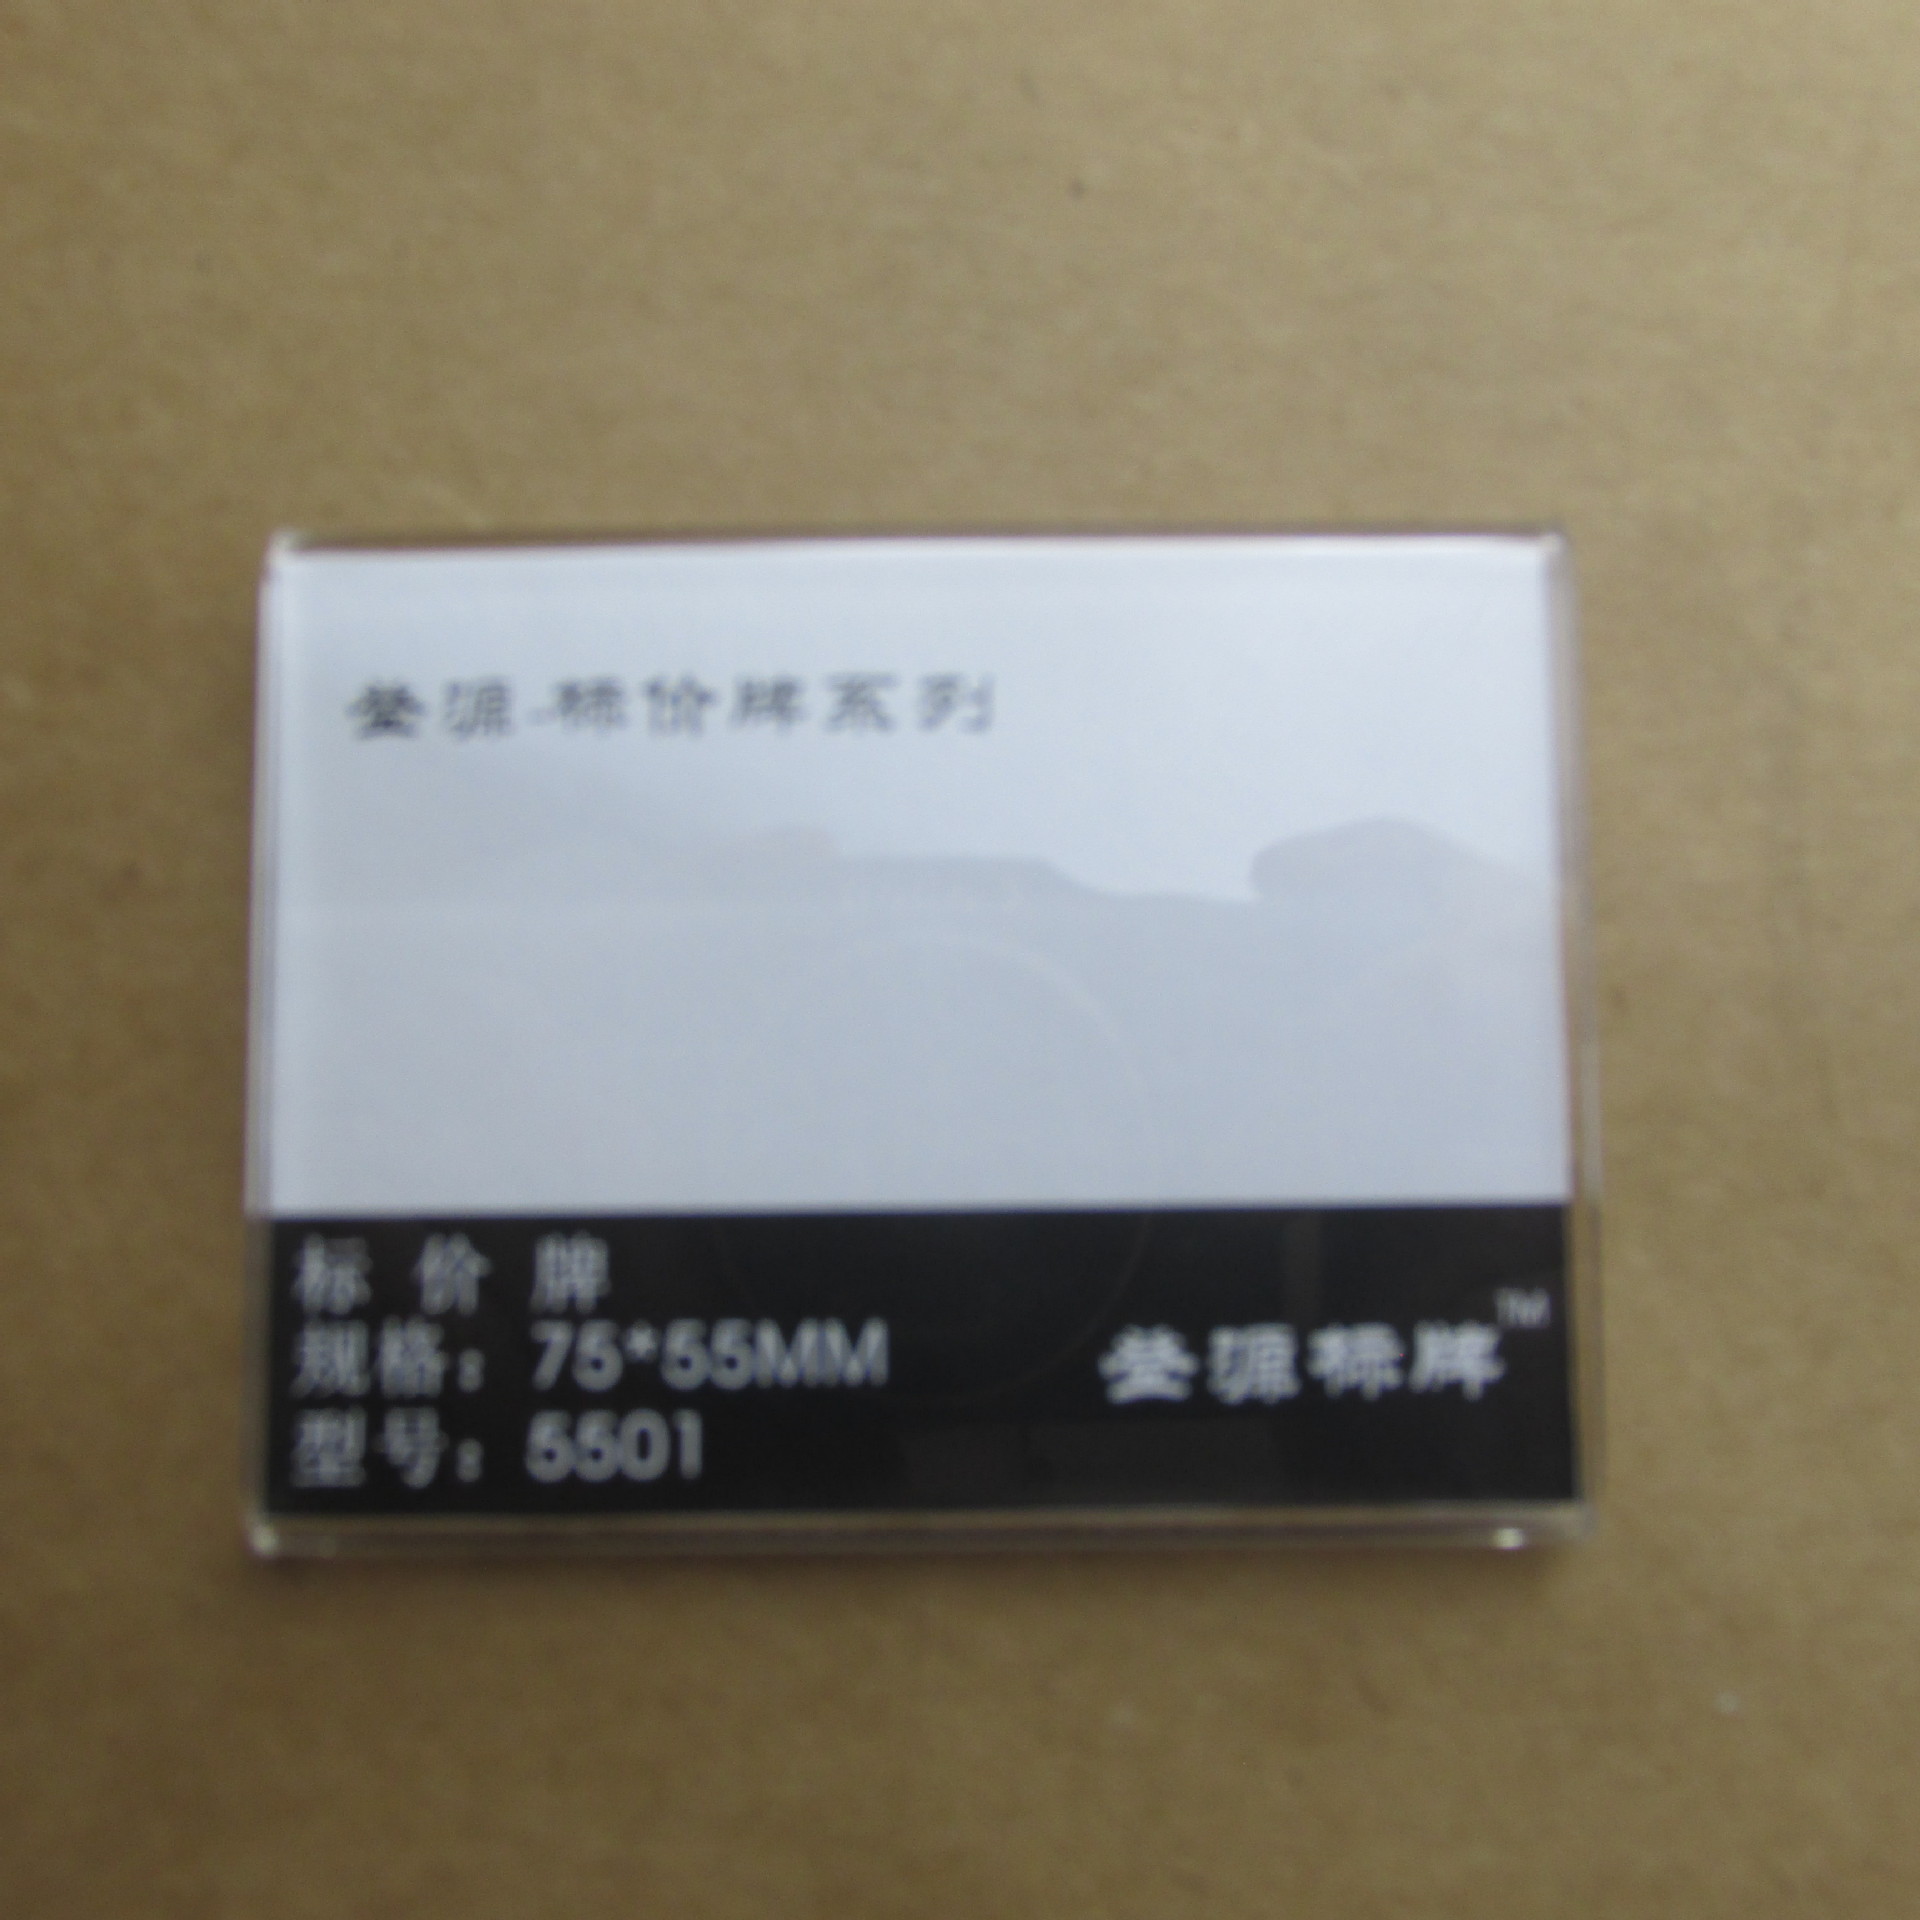 标价牌系列
标 价 牌
规格：75*55MM
型号：5501
标牌™